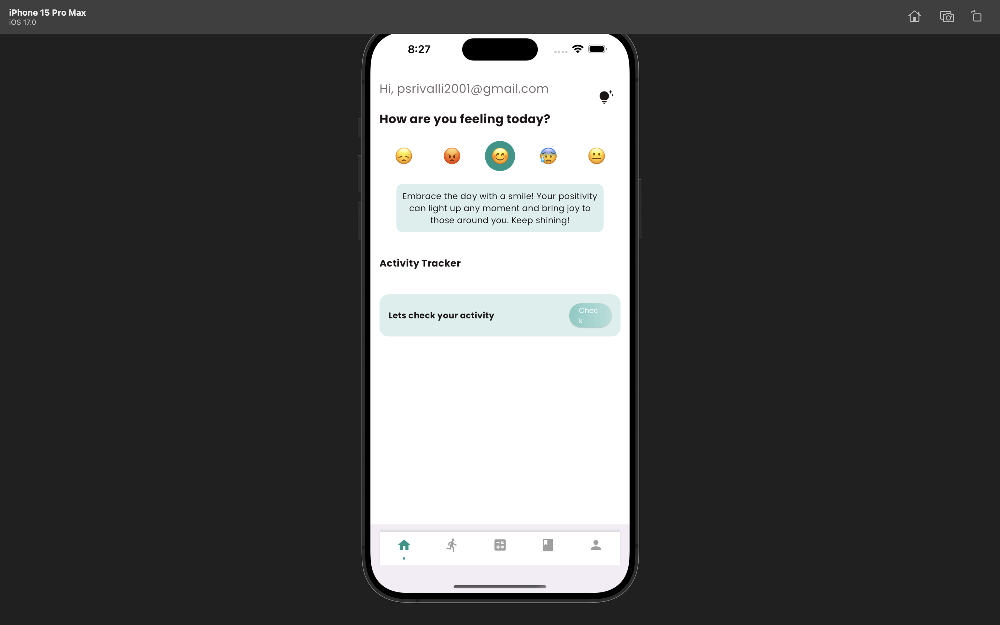 iPhone 15 Pro Max
iOS 17.0
8:27
Hi, psrivalli2001@gmail.com
How are you feeling today?
Embrace the day with a smile! Your positivity
can light up any moment and bring joy to
those around you. Keep shining!
Activity Tracker
Lets check your activity
Chec
k